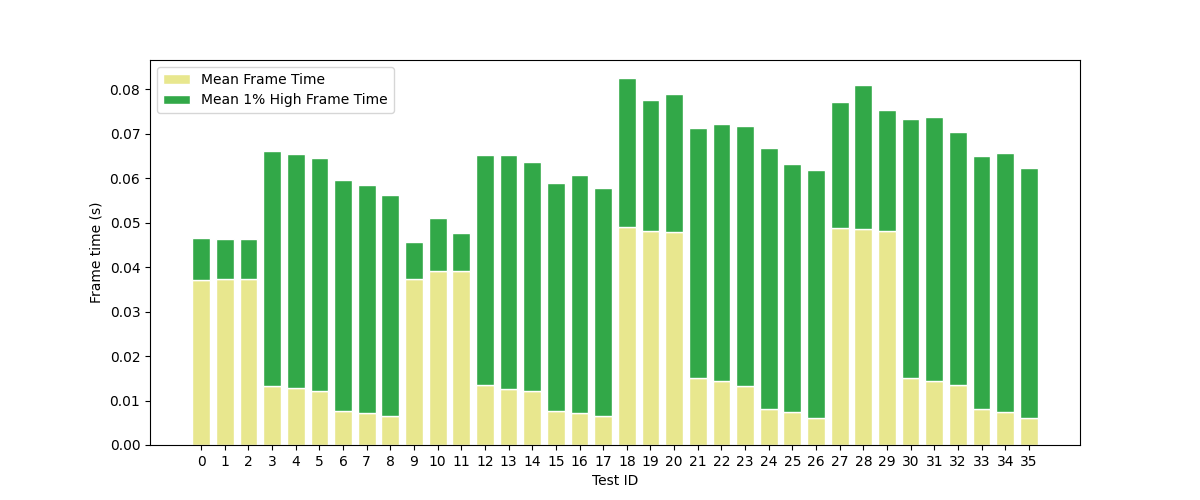 Mean Frame Time
Mean 1% High Frame Time
Frame time (s)
0.08
0.07
0.06
0.05
0.04
0.03
0.02
0.01
0.00
0 1 2 3 4 5 6 7 8 9 10 11 12 13 14 15 16 17 18 19 20 21 22 23 24 25 26 27 28 29 30 31 32 33 34 35
Test ID